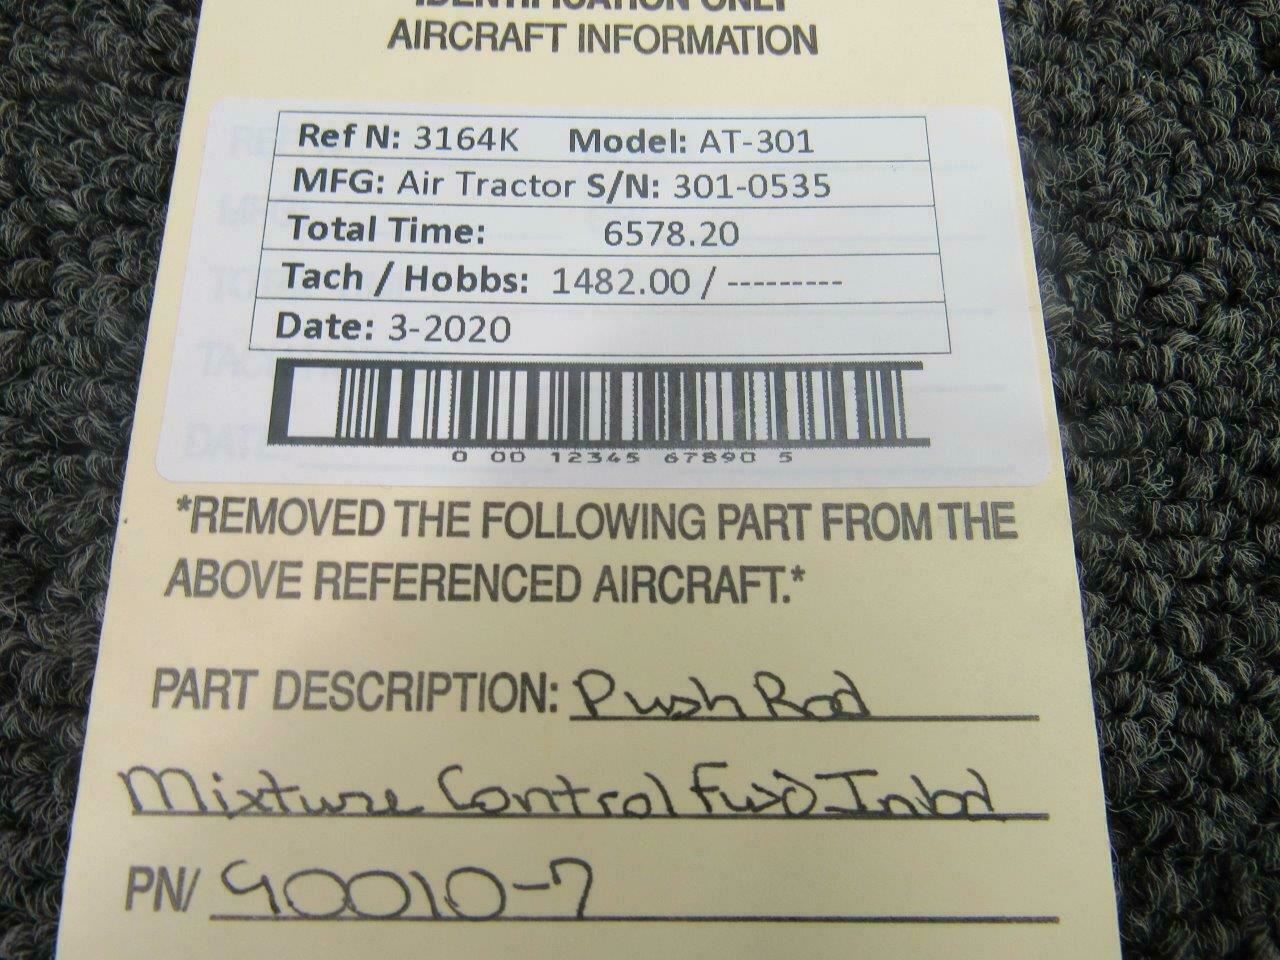 IDENTIFICATION ONLY
AIRCRAFT INFORMATION
Ref N: 3164K Model: AT-301
MFG: Air Tractor S/N: 301-0535
Total Time: 6578.20
Tach / Hobbs: 1482.00 / ---------
Date: 3-2020
0 00 12345 67890 5
*REMOVED THE FOLLOWING PART FROM THE
ABOVE REFERENCED AIRCRAFT.*
PART DESCRIPTION: Push Rod
Mixture Control Fwd Inbd
PN/ 90010-7